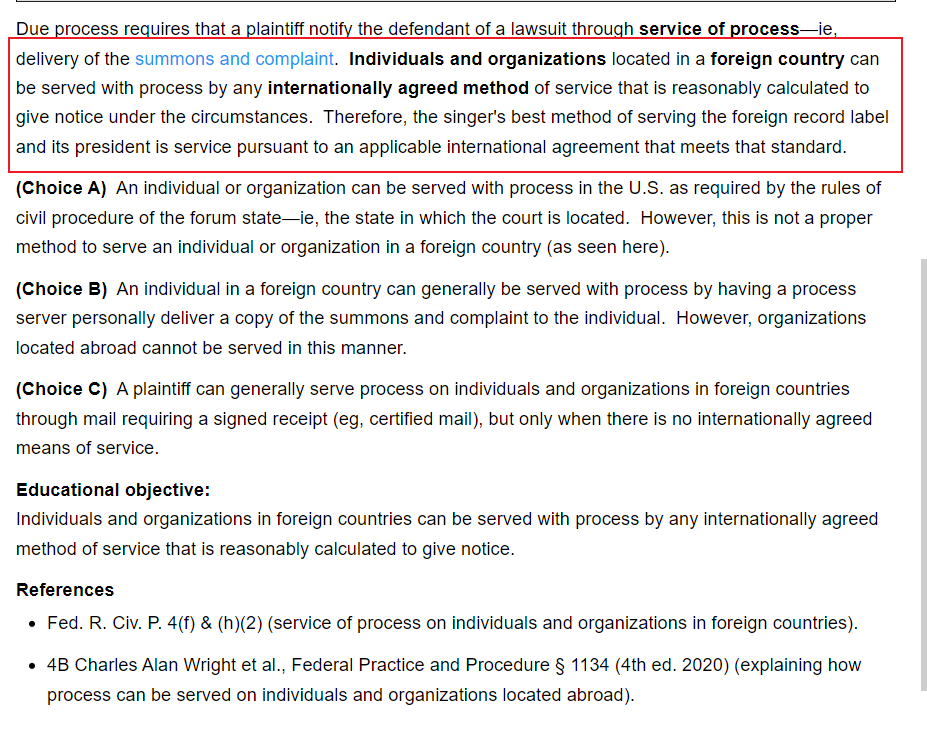 Due process requires that a plaintiff notify the defendant of a lawsuit through service of process—ie,
delivery of the summons and complaint. Individuals and organizations located in a foreign country can
be served with process by any internationally agreed method of service that is reasonably calculated to
give notice under the circumstances. Therefore, the singer's best method of serving the foreign record label
and its president is service pursuant to an applicable international agreement that meets that standard.
(Choice A) An individual or organization can be served with process in the U.S. as required by the rules of
civil procedure of the forum state—ie, the state in which the court is located. However, this is not a proper
method to serve an individual or organization in a foreign country (as seen here).
(Choice B) An individual in a foreign country can generally be served with process by having a process
server personally deliver a copy of the summons and complaint to the individual. However, organizations
located abroad cannot be served in this manner.
(Choice C) A plaintiff can generally serve process on individuals and organizations in foreign countries
through mail requiring a signed receipt (eg, certified mail), but only when there is no internationally agreed
means of service.
Educational objective:
Individuals and organizations in foreign countries can be served with process by any internationally agreed
method of service that is reasonably calculated to give notice.
References
• Fed. R. Civ. P. 4(f) & (h)(2) (service of process on individuals and organizations in foreign countries).
• 4B Charles Alan Wright et al., Federal Practice and Procedure § 1134 (4th ed. 2020) (explaining how
process can be served on individuals and organizations located abroad).